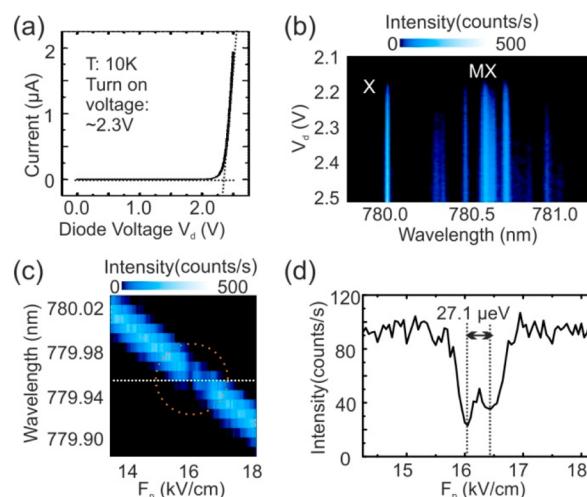 (a)
2
1
0
Current (μA)
T: 10K
Turn on
voltage:
~2.3V
0.0 1.0 2.0
Diode Voltage V_d (V)
(b)
Intensity(counts/s)
0 500
X
MX
2.1
2.2
2.3
2.4
2.5
V_d (V)
780.0 780.5 781.0
Wavelength (nm)
(c)
Intensity(counts/s)
0 500
780.02
779.98
779.94
779.90
Wavelength (nm)
14 16 18
F_p (kV/cm)
(d)
27.1 μeV
120
80
40
0
Intensity(counts/s)
15 16 17 18
F_p (kV/cm)